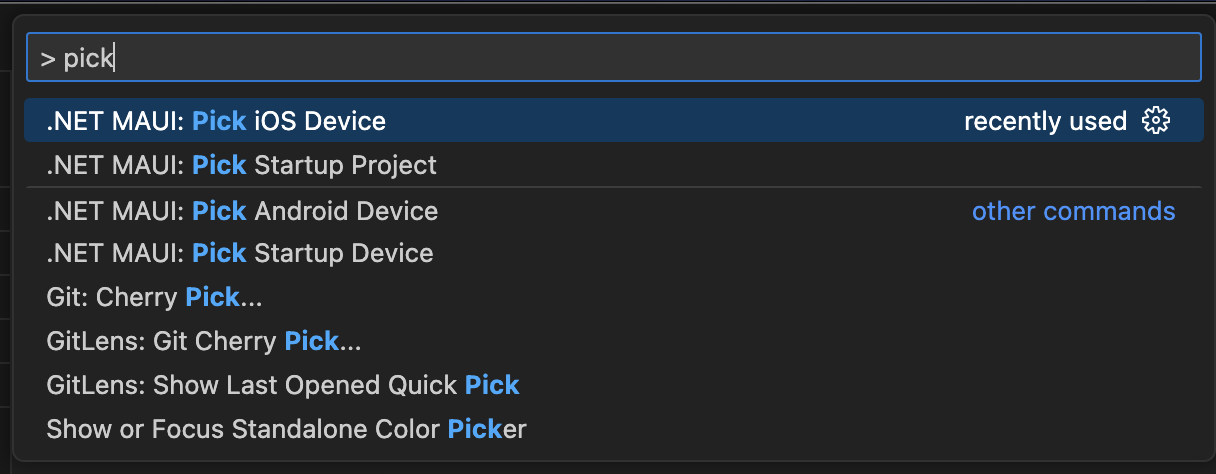 > pick
.NET MAUI: Pick iOS Device recently used
.NET MAUI: Pick Startup Project
.NET MAUI: Pick Android Device other commands
.NET MAUI: Pick Startup Device
Git: Cherry Pick...
GitLens: Git Cherry Pick...
GitLens: Show Last Opened Quick Pick
Show or Focus Standalone Color Picker